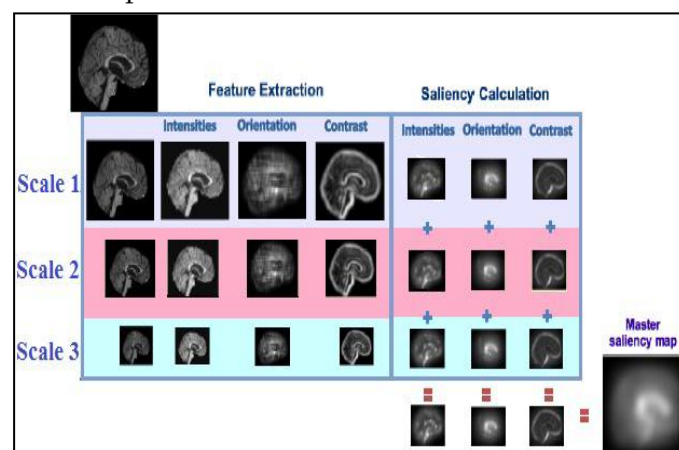 Feature Extraction Saliency Calculation
Intensities Orientation Contrast Intensities Orientation Contrast
Scale 1
+ + +
Scale 2
+ + +
Scale 3
Master
saliency map
= = = =